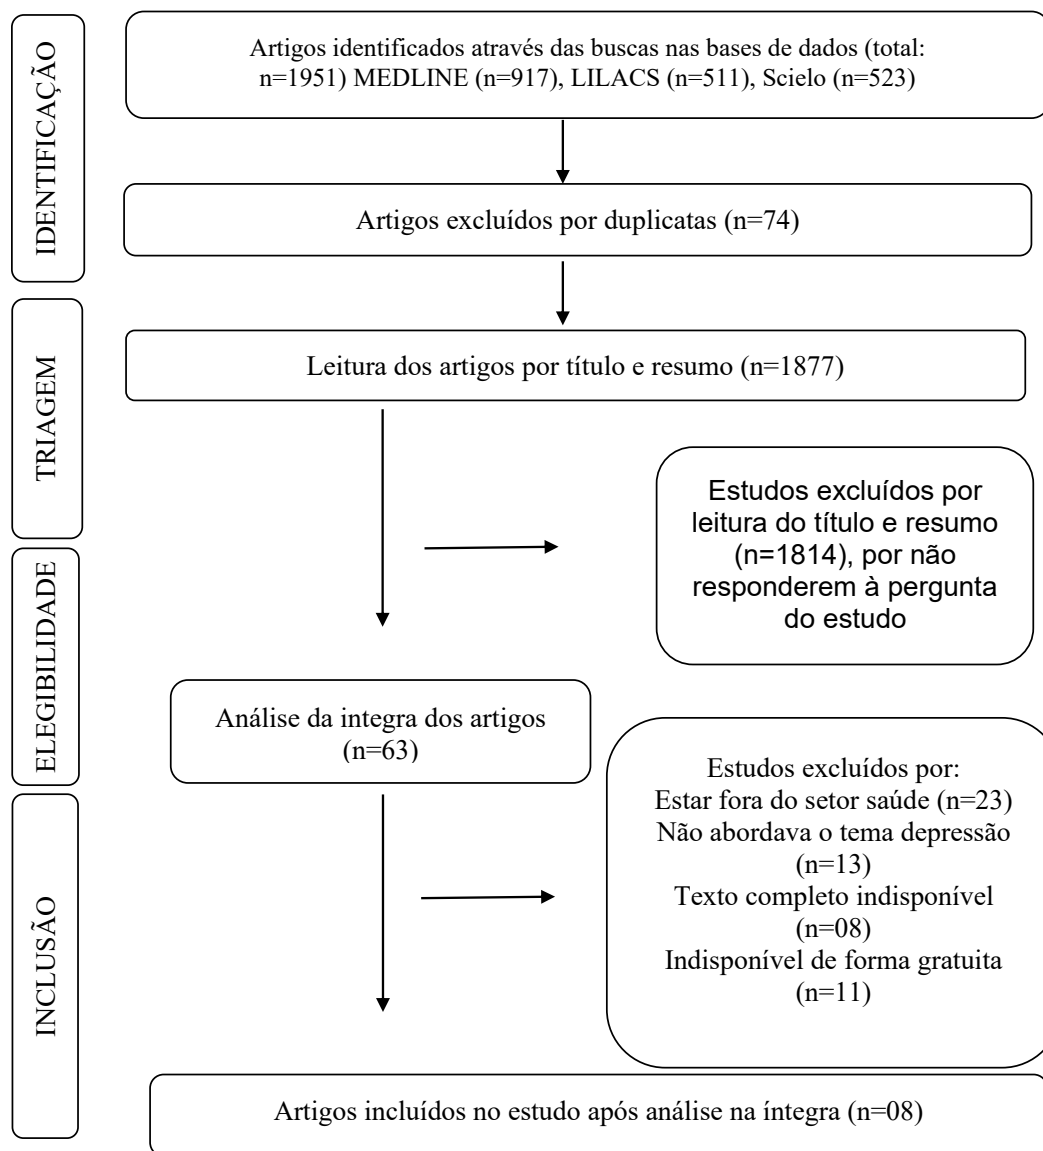 IDENTIFICAÇÃO
Artigos identificados através das buscas nas bases de dados (total:
n=1951) MEDLINE (n=917), LILACS (n=511), Scielo (n=523)
Artigos excluídos por duplicatas (n=74)
TRIAGEM
Leitura dos artigos por título e resumo (n=1877)
Estudos excluídos por
leitura do título e resumo
(n=1814), por não
responderem à pergunta
do estudo
ELEGIBILIDADE
Análise da integra dos artigos
(n=63)
Estudos excluídos por:
Estar fora do setor saúde (n=23)
Não abordava o tema depressão
(n=13)
Texto completo indisponível
(n=08)
Indisponível de forma gratuita
(n=11)
INCLUSÃO
Artigos incluídos no estudo após análise na íntegra (n=08)